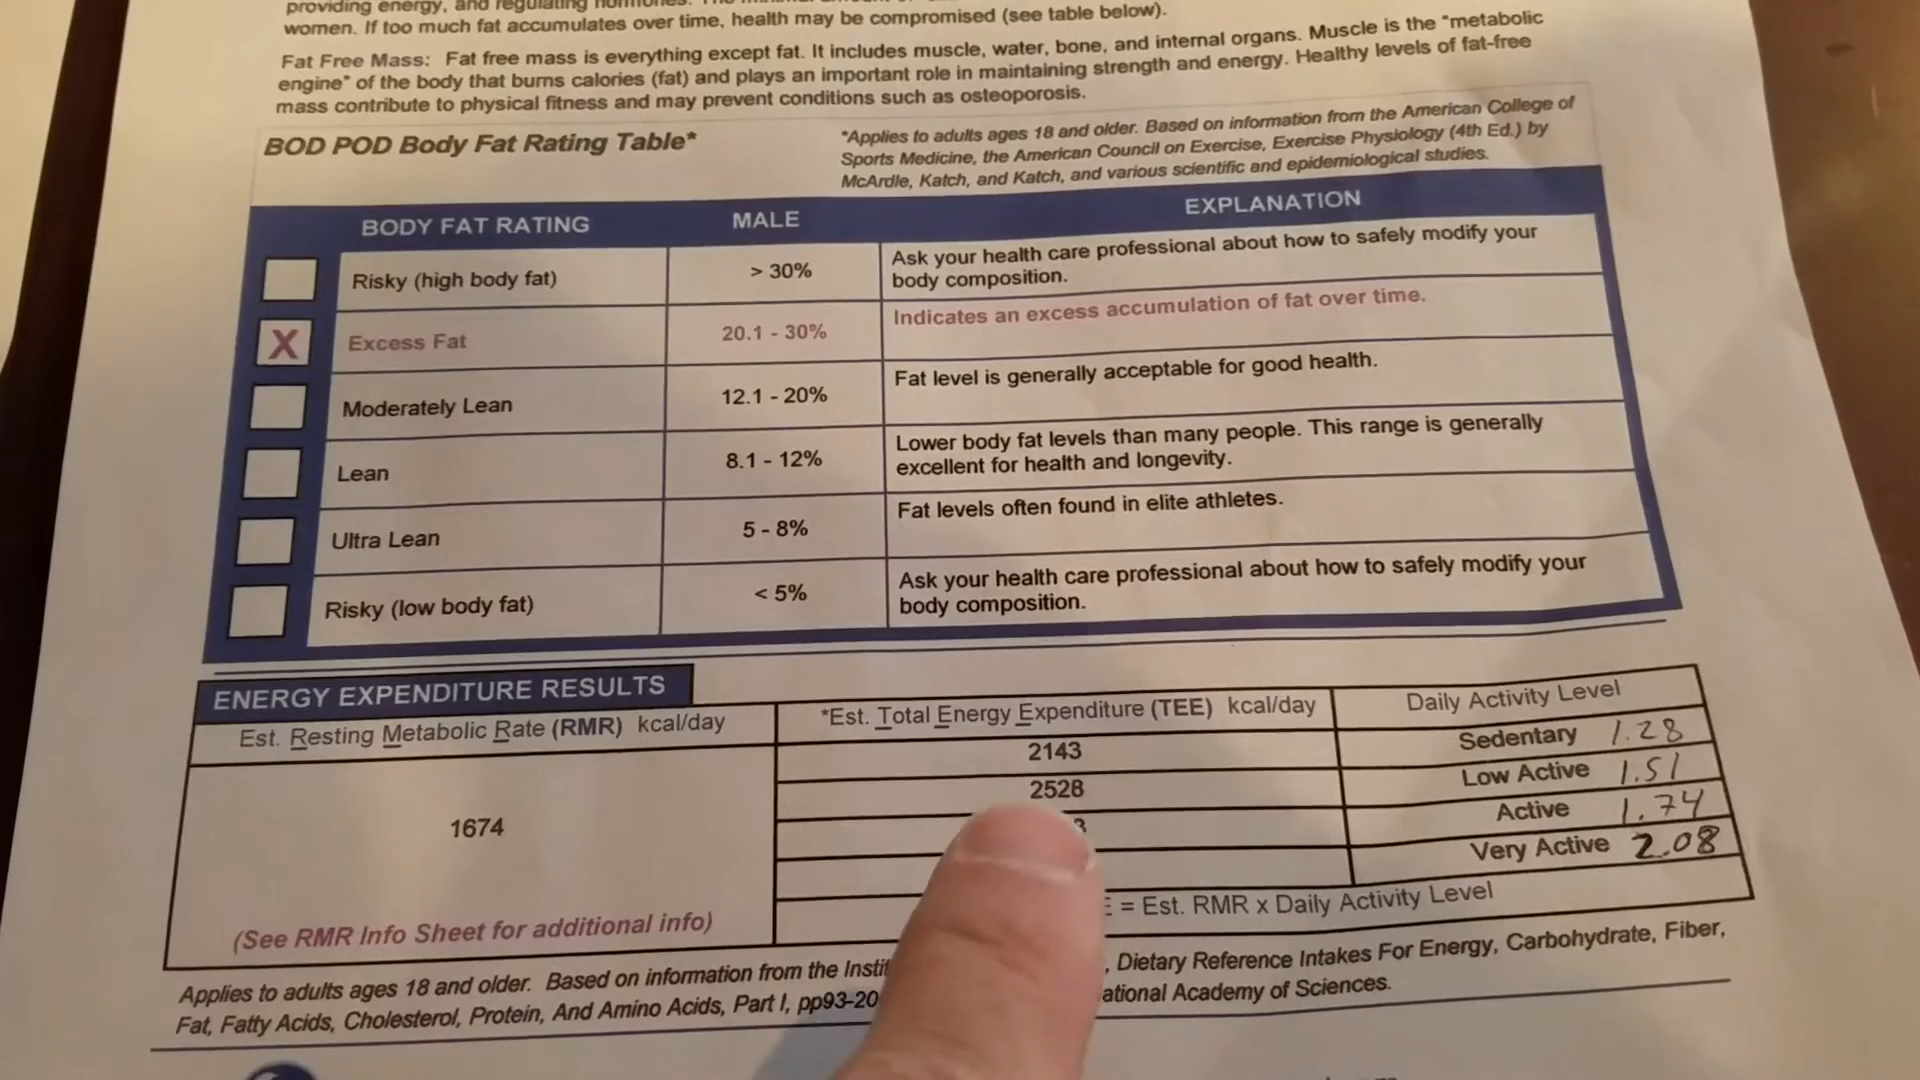 providing energy, and regulating hormones. The minimal amount of
women. If too much fat accumulates over time, health may be compromised (see table below).
Fat Free Mass: Fat free mass is everything except fat. It includes muscle, water, bone, and internal organs. Muscle is the "metabolic
engine" of the body that burns calories (fat) and plays an important role in maintaining strength and energy. Healthy levels of fat-free
mass contribute to physical fitness and may prevent conditions such as osteoporosis.
BOD POD Body Fat Rating Table*
*Applies to adults ages 18 and older. Based on information from the American College of
Sports Medicine, the American Council on Exercise, Exercise Physiology (4th Ed.) by
McArdle, Katch, and Katch, and various scientific and epidemiological studies.
BODY FAT RATING MALE EXPLANATION
Risky (high body fat) > 30% Ask your health care professional about how to safely modify your
body composition.
X Excess Fat 20.1 - 30% Indicates an excess accumulation of fat over time.
Moderately Lean 12.1 - 20% Fat level is generally acceptable for good health.
Lean 8.1 - 12% Lower body fat levels than many people. This range is generally
excellent for health and longevity.
Ultra Lean 5 - 8% Fat levels often found in elite athletes.
Risky (low body fat) < 5% Ask your health care professional about how to safely modify your
body composition.
ENERGY EXPENDITURE RESULTS
Est. Resting Metabolic Rate (RMR) kcal/day *Est. Total Energy Expenditure (TEE) kcal/day Daily Activity Level
2143 Sedentary 1.28
2528 Low Active 1.51
1674 3 Active 1.74
Very Active 2.08
= Est. RMR x Daily Activity Level
(See RMR Info Sheet for additional info)
Applies to adults ages 18 and older. Based on information from the Insti , Dietary Reference Intakes For Energy, Carbohydrate, Fiber,
Fat, Fatty Acids, Cholesterol, Protein, And Amino Acids, Part I, pp93-20 ational Academy of Sciences.